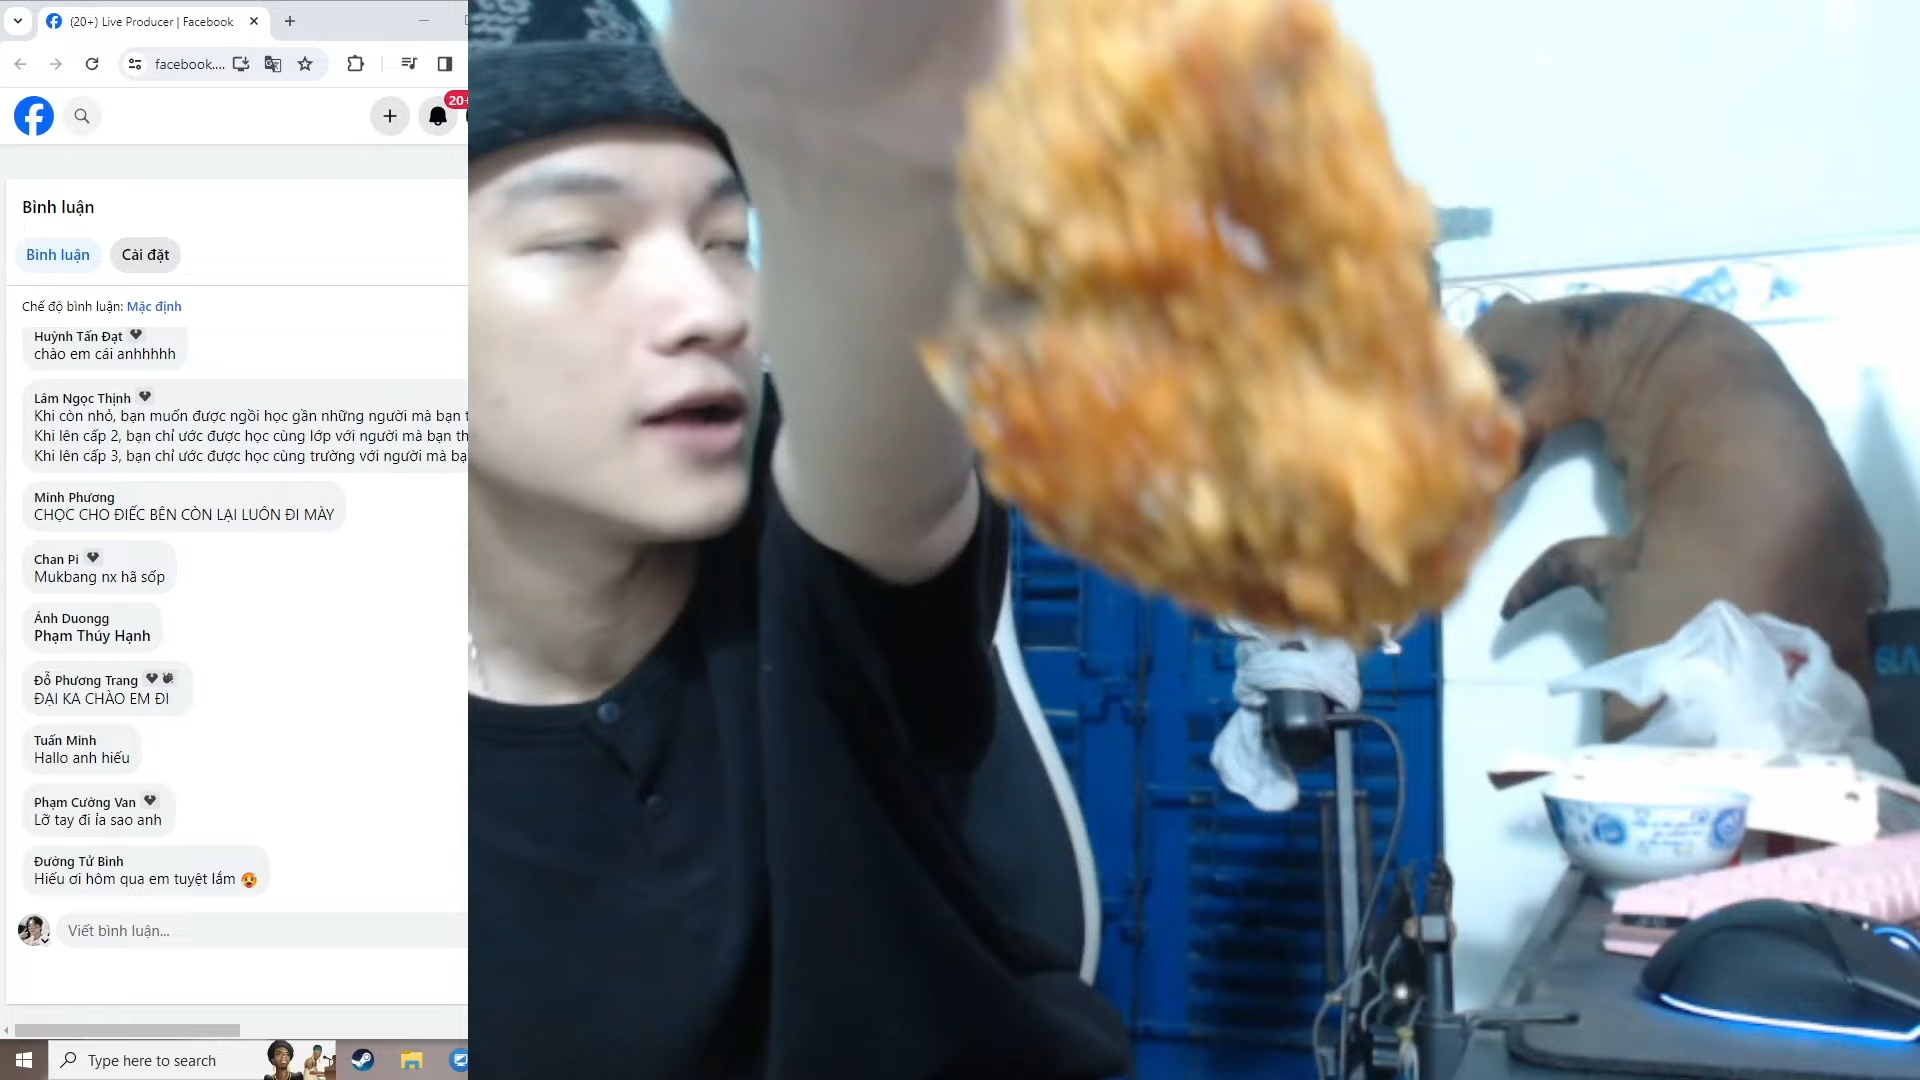 (20+) Live Producer | Facebook
facebook....
20+
Bình luận
Bình luận
Cài đặt
Chế độ bình luận: Mặc định
Huỳnh Tấn Đạt
chào em cái anhhhhh
Lâm Ngọc Thịnh
Khi còn nhỏ, bạn muốn được ngồi học gần những người mà bạn t
Khi lên cấp 2, bạn chỉ ước được học cùng lớp với người mà bạn th
Khi lên cấp 3, bạn chỉ ước được học cùng trường với người mà bạ
Minh Phương
CHỌC CHO ĐIẾC BÊN CÒN LẠI LUÔN ĐI MÀY
Chan Pi
Mukbang nx hã sốp
Ánh Duongg
Phạm Thúy Hạnh
Đỗ Phương Trang
ĐẠI KA CHÀO EM ĐI
Tuấn Minh
Hallo anh hiếu
Phạm Cường Van
Lỡ tay đi ỉa sao anh
Đường Tử Bình
Hiếu ơi hôm qua em tuyệt lắm 🥵
Viết bình luận...
Type here to search